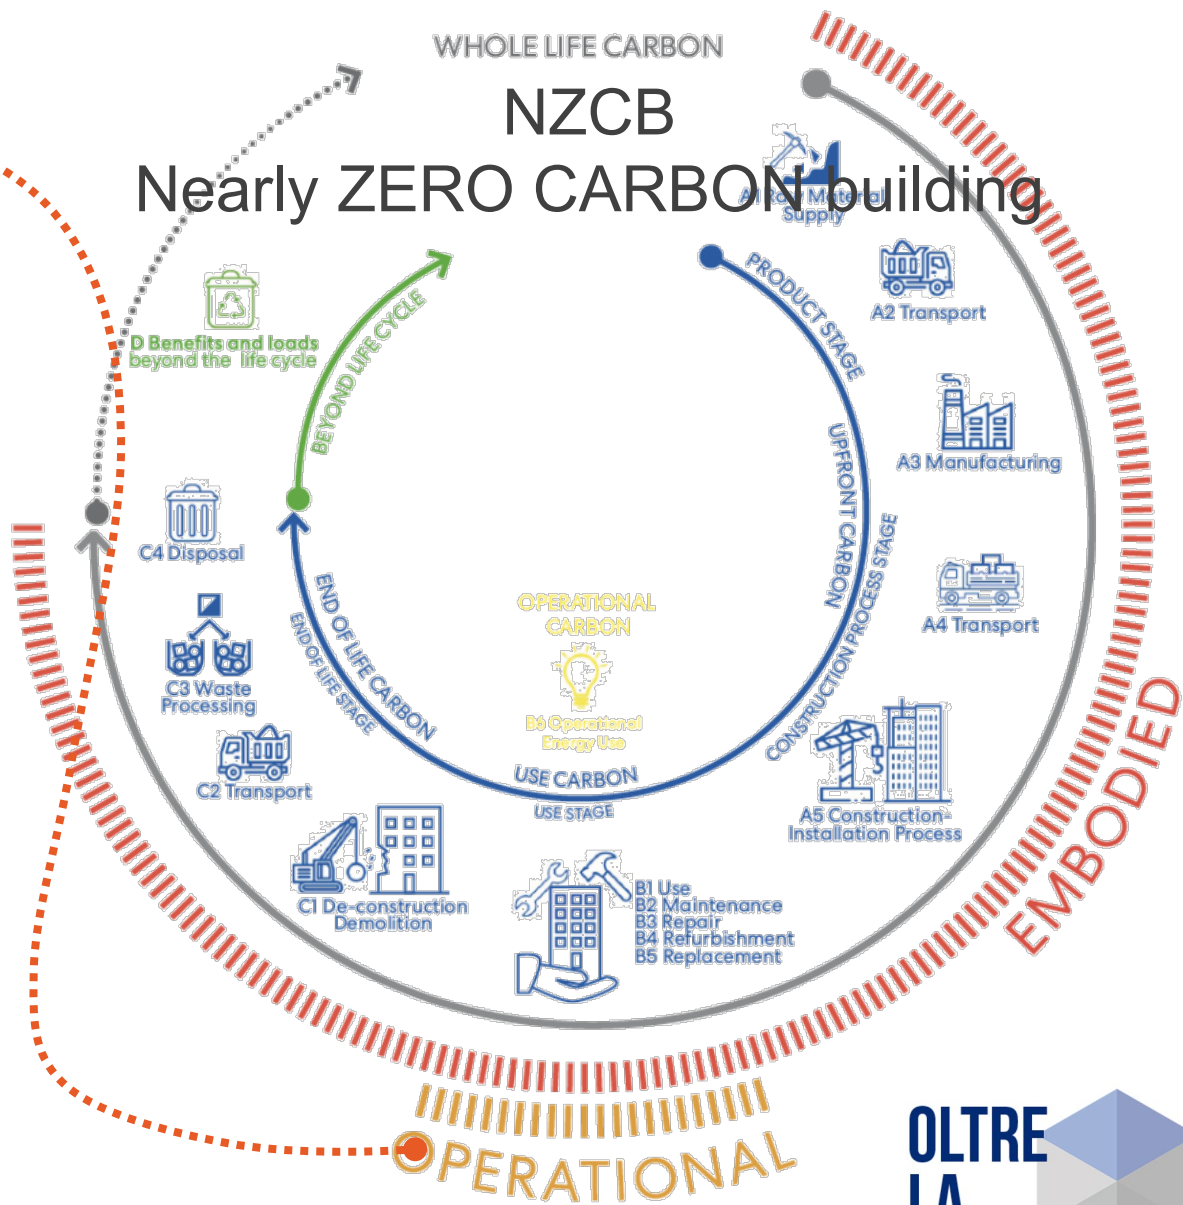 WHOLE LIFE CARBON
NZCB
Nearly ZERO CARBON building
A1 Raw Material
Supply
A2 Transport
A3 Manufacturing
A4 Transport
A5 Construction-
Installation Process
PRODUCT STAGE
UPFRONT CARBON
CONSTRUCTION PROCESS STAGE
EMBODIED
OPERATIONAL
CARBON
B6 Operational
Energy Use
USE CARBON
USE STAGE
B1 Use
B2 Maintenance
B3 Repair
B4 Refurbishment
B5 Replacement
C1 De-construction
Demolition
C2 Transport
C3 Waste
Processing
C4 Disposal
END OF LIFE CARBON
END OF LIFE STAGE
BEYOND LIFE CYCLE
D Benefits and loads
beyond the life cycle
OPERATIONAL
OLTRE
LA